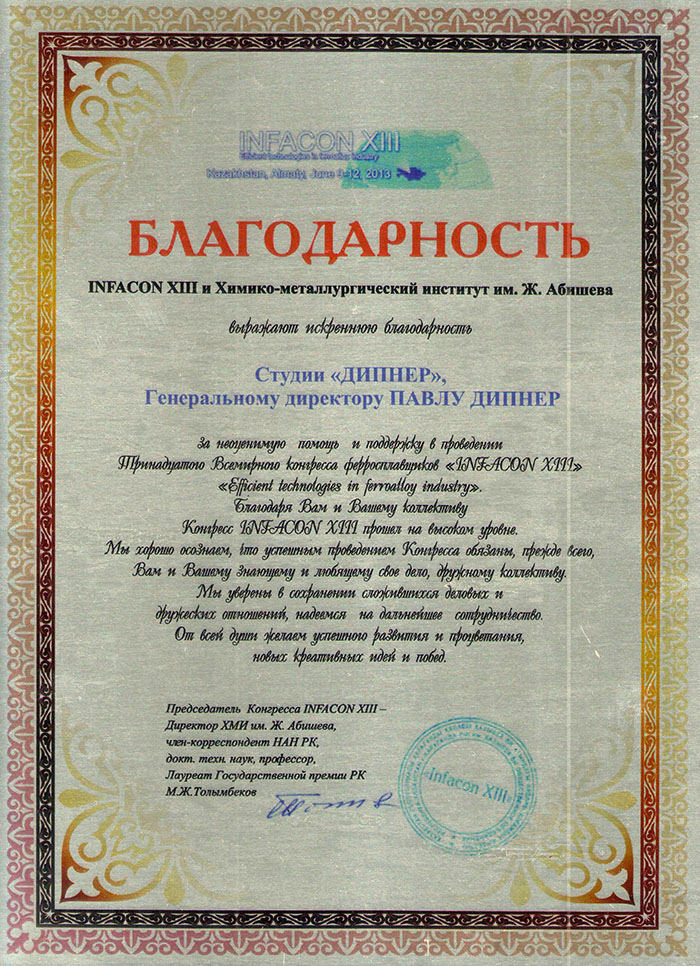 INFACON XIII
Efficient technologies in ferroalloy industry
Kazakhstan, Almaty, June 9-12, 2013
БЛАГОДАРНОСТЬ
INFACON XIII и Химико-металлургический институт им. Ж. Абишева
выражают искреннюю благодарность
Студии «ДИПНЕР»,
Генеральному директору ПАВЛУ ДИПНЕР
За неоценимую помощь и поддержку в проведении
Тринадцатого Всемирного конгресса ферросплавщиков «INFACON XIII»
«Efficient technologies in ferroalloy industry».
Благодаря Вам и Вашему коллективу
Конгресс INFACON XIII прошел на высоком уровне.
Мы хорошо осознаем, что успешным проведением Конгресса обязаны, прежде всего,
Вам и Вашему знающему и любящему свое дело, дружному коллективу.
Мы уверены в сохранении сложившихся деловых и
дружеских отношений, надеемся на дальнейшее сотрудничество.
От всей души желаем успешного развития и процветания,
новых креативных идей и побед.
Председатель Конгресса INFACON XIII –
Директор ХМИ им. Ж. Абишева,
член-корреспондент НАН РК,
докт. техн. наук, профессор,
Лауреат Государственной премии РК
М.Ж.Толымбеков
«Infacon XIII»